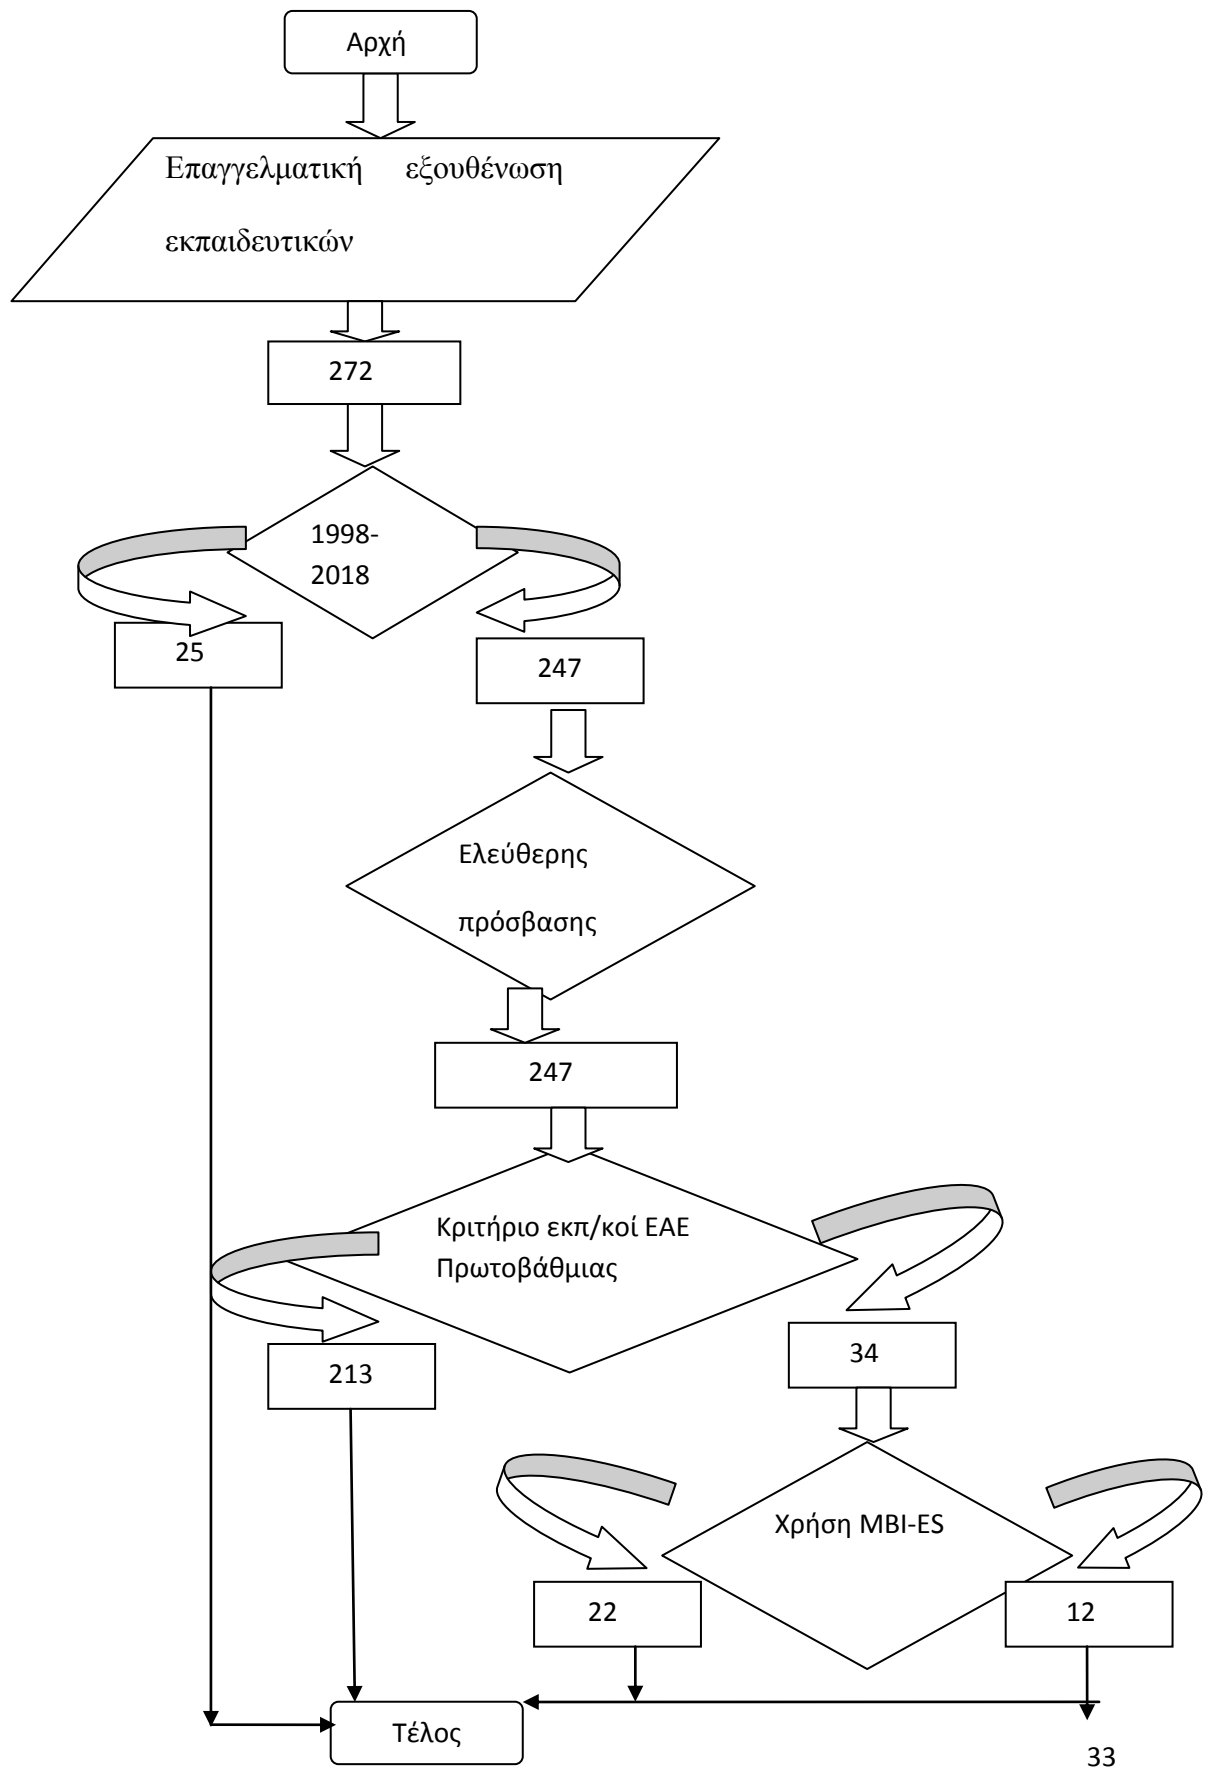 Αρχή
Επαγγελματική εξουθένωση
εκπαιδευτικών
272
1998-
2018
25
247
Ελεύθερης
πρόσβασης
247
Κριτήριο εκπ/κοί ΕΑΕ
Πρωτοβάθμιας
213
34
Χρήση MBI-ES
22
12
Τέλος
33